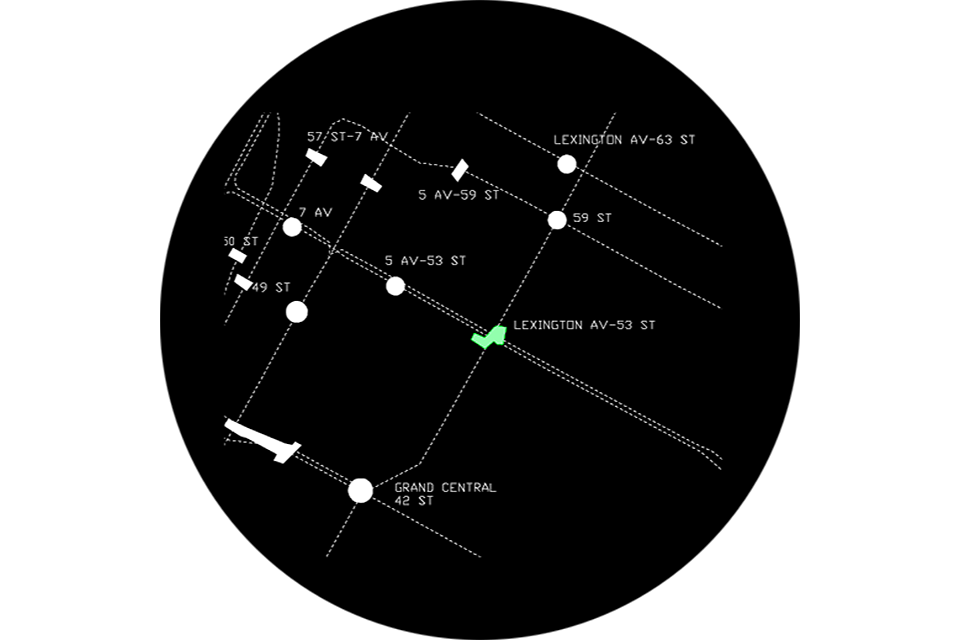 57 ST-7 AV
LEXINGTON AV-63 ST
5 AV-59 ST
7 AV
59 ST
50 ST
5 AV-53 ST
49 ST
LEXINGTON AV-53 ST
GRAND CENTRAL
42 ST